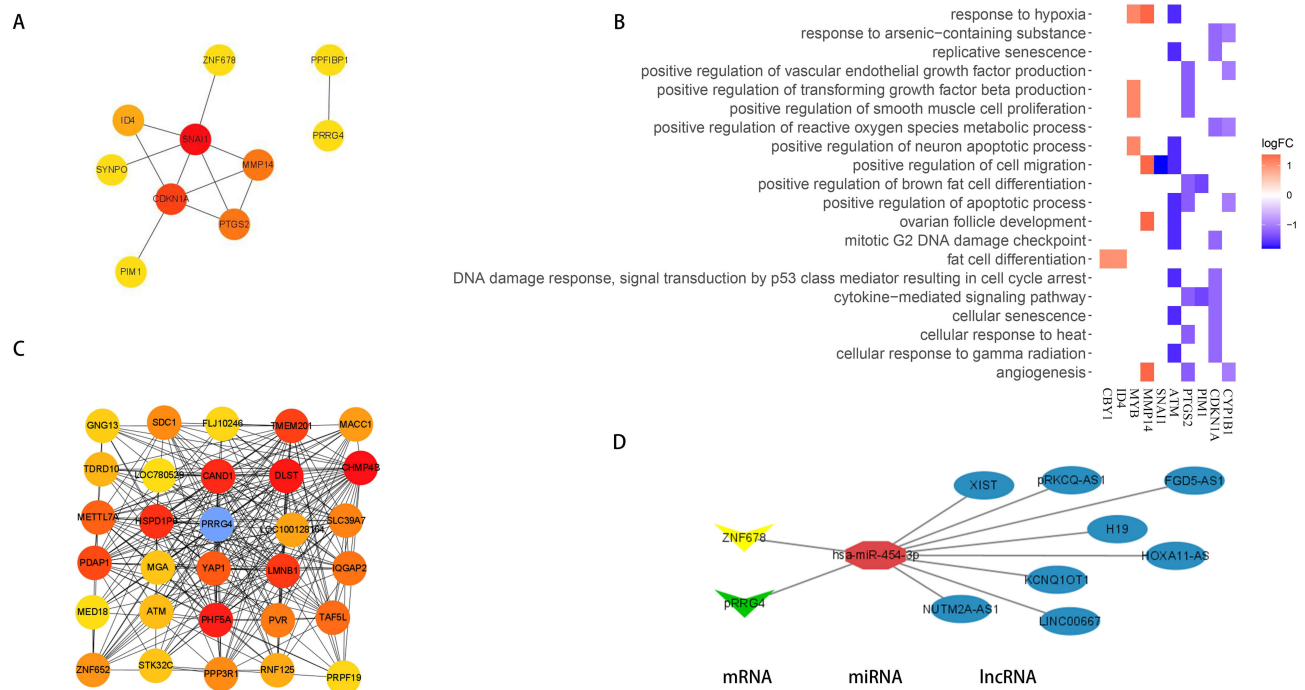 A
ZNF678
PPFIBP1
ID4
SNAI1
PRRG4
SYNPO
MMP14
CDKN1A
PTGS2
PIM1
B
response to hypoxia
response to arsenic-containing substance
replicative senescence
positive regulation of vascular endothelial growth factor production
positive regulation of transforming growth factor beta production
positive regulation of smooth muscle cell proliferation
positive regulation of reactive oxygen species metabolic process
positive regulation of neuron apoptotic process
positive regulation of cell migration
positive regulation of brown fat cell differentiation
positive regulation of apoptotic process
ovarian follicle development
mitotic G2 DNA damage checkpoint
fat cell differentiation
DNA damage response, signal transduction by p53 class mediator resulting in cell cycle arrest
cytokine-mediated signaling pathway
cellular senescence
cellular response to heat
cellular response to gamma radiation
angiogenesis
CBY1
ID4
MYB
MMP14
SNAI1
ATM
PTGS2
PIM1
CDKN1A
CYP1B1
logFC
1
0
-1
C
GNG13
SDC1
FLJ10246
TMEM201
MACC1
TDRD10
LOC780529
CAND1
DLST
CHMP4B
METTL7A
HSPD1P8
PRRG4
LOC100128164
SLC39A7
PDAP1
MGA
YAP1
LMNB1
IQGAP2
MED18
ATM
PHF5A
PVR
TAF5L
ZNF652
STK32C
PPP3R1
RNF125
PRPF19
D
XIST
pRKCQ-AS1
FGD5-AS1
ZNF678
H19
hsa-miR-454-3p
HOXA11-AS
KCNQ1OT1
pRRG4
NUTM2A-AS1
LINC00667
mRNA
miRNA
lncRNA